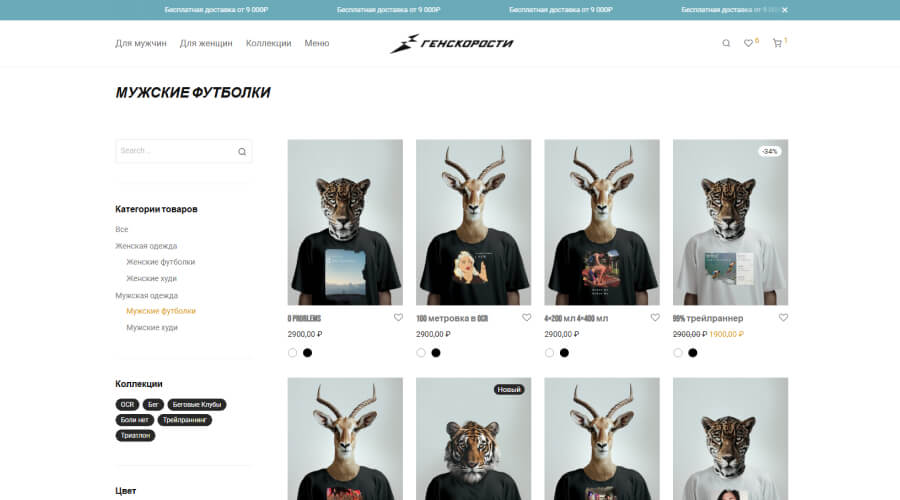 Бесплатная доставка от 9 000₽ Бесплатная доставка от 9 000₽ Бесплатная доставка от 9 000₽ Бесплатная доставка от 9 000₽ ×
Для мужчин Для женщин Коллекции Меню ГЕНСКОРОСТИ 0 1
МУЖСКИЕ ФУТБОЛКИ
Search...
Категории товаров
Все
Женская одежда
Женские футболки
Женские худи
Мужская одежда
Мужские футболки
Мужские худи
Коллекции
OCR Бег Беговые Клубы
Боли нет Трейлраннинг
Триатлон
Цвет
-34%
0 PROBLEMS 100 метровка в OCR 4×200 мл 4×400 мл 99% трейлраннер
2900,00 ₽ 2900,00 ₽ 2900,00 ₽ 2900,00 ₽ 1900,00 ₽
Новый